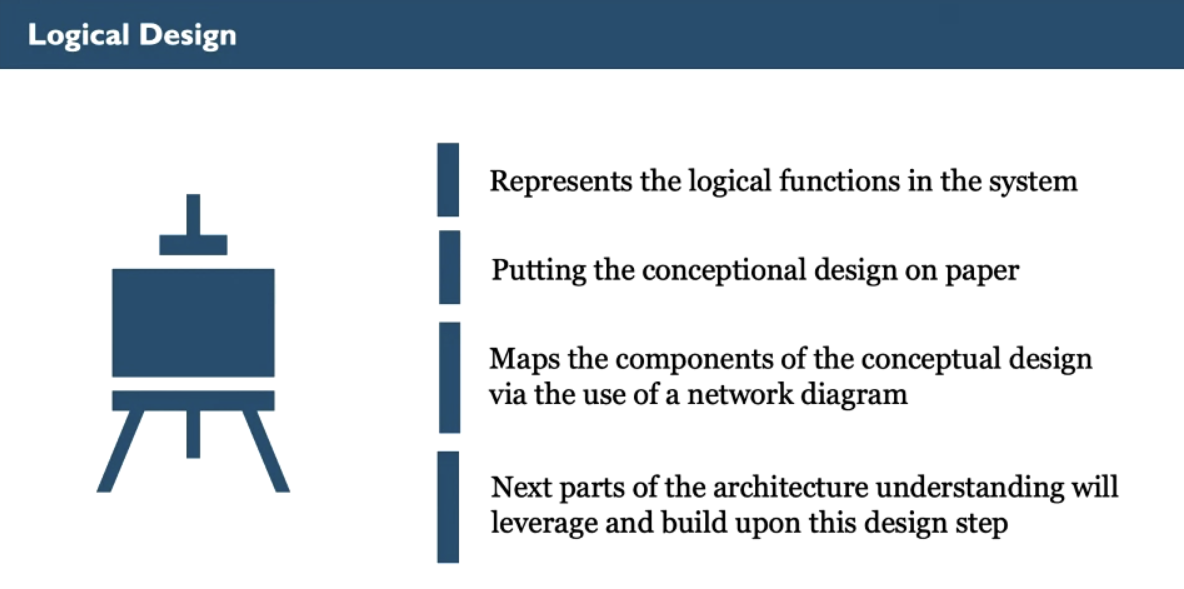 Logical Design
Represents the logical functions in the system
Putting the conceptional design on paper
Maps the components of the conceptual design
via the use of a network diagram
Next parts of the architecture understanding will
leverage and build upon this design step